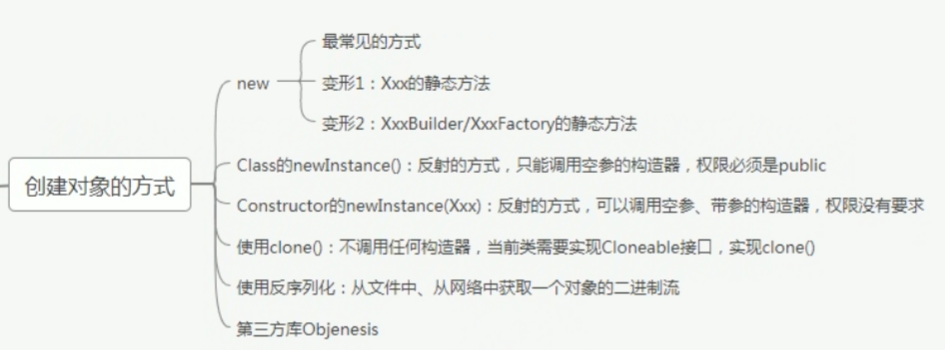 最常见的方式
new
变形1：Xxx的静态方法
变形2：XxxBuilder/XxxFactory的静态方法
创建对象的方式
Class的newInstance()：反射的方式，只能调用空参的构造器，权限必须是public
Constructor的newInstance(Xxx)：反射的方式，可以调用空参、带参的构造器，权限没有要求
使用clone()：不调用任何构造器，当前类需要实现Cloneable接口，实现clone()
使用反序列化：从文件中、从网络中获取一个对象的二进制流
第三方库Objenesis